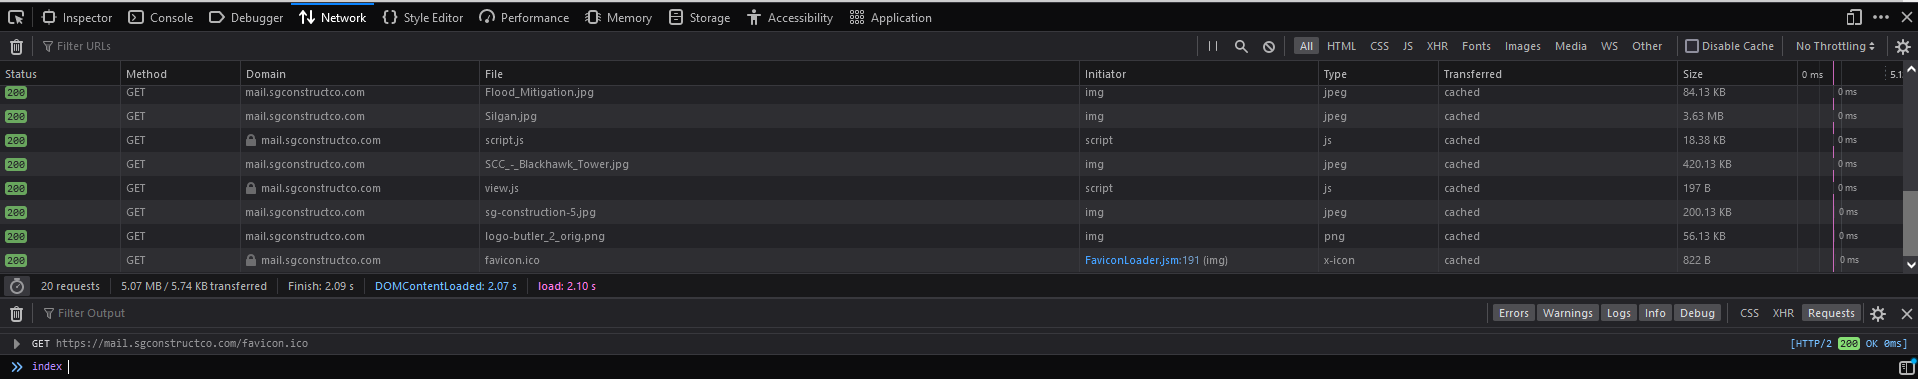 Inspector Console Debugger Network Style Editor Performance Memory Storage Accessibility Application
Filter URLs All HTML CSS JS XHR Fonts Images Media WS Other Disable Cache No Throttling
Status Method Domain File Initiator Type Transferred Size 0 ms 5.1
200 GET mail.sgconstructco.com Flood_Mitigation.jpg img jpeg cached 84.13 KB 0 ms
200 GET mail.sgconstructco.com Silgan.jpg img jpeg cached 3.63 MB 0 ms
200 GET mail.sgconstructco.com script.js script js cached 18.38 KB 0 ms
200 GET mail.sgconstructco.com SCC_-_Blackhawk_Tower.jpg img jpeg cached 420.13 KB 0 ms
200 GET mail.sgconstructco.com view.js script js cached 197 B 0 ms
200 GET mail.sgconstructco.com sg-construction-5.jpg img jpeg cached 200.13 KB 0 ms
200 GET mail.sgconstructco.com logo-butler_2_orig.png img png cached 56.13 KB 0 ms
200 GET mail.sgconstructco.com favicon.ico FaviconLoader.jsm:191 (img) x-icon cached 822 B 0 ms
20 requests 5.07 MB / 5.74 KB transferred Finish: 2.09 s DOMContentLoaded: 2.07 s load: 2.10 s
Filter Output Errors Warnings Logs Info Debug CSS XHR Requests
GET https://mail.sgconstructco.com/favicon.ico [HTTP/2 200 OK 0ms]
index